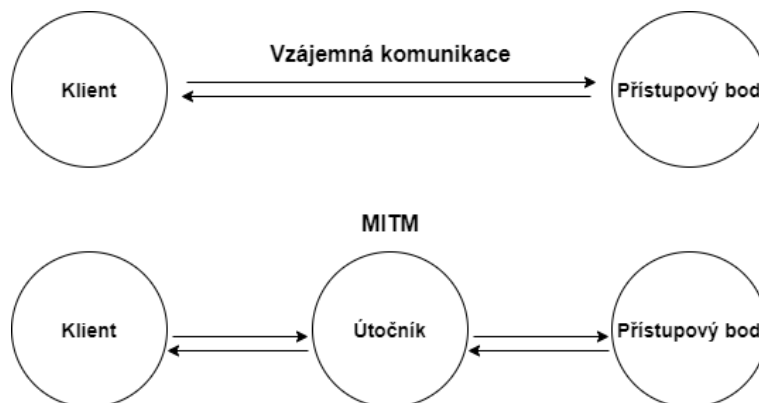 Vzájemná komunikace
Klient
Přístupový bod
MITM
Klient
Útočník
Přístupový bod